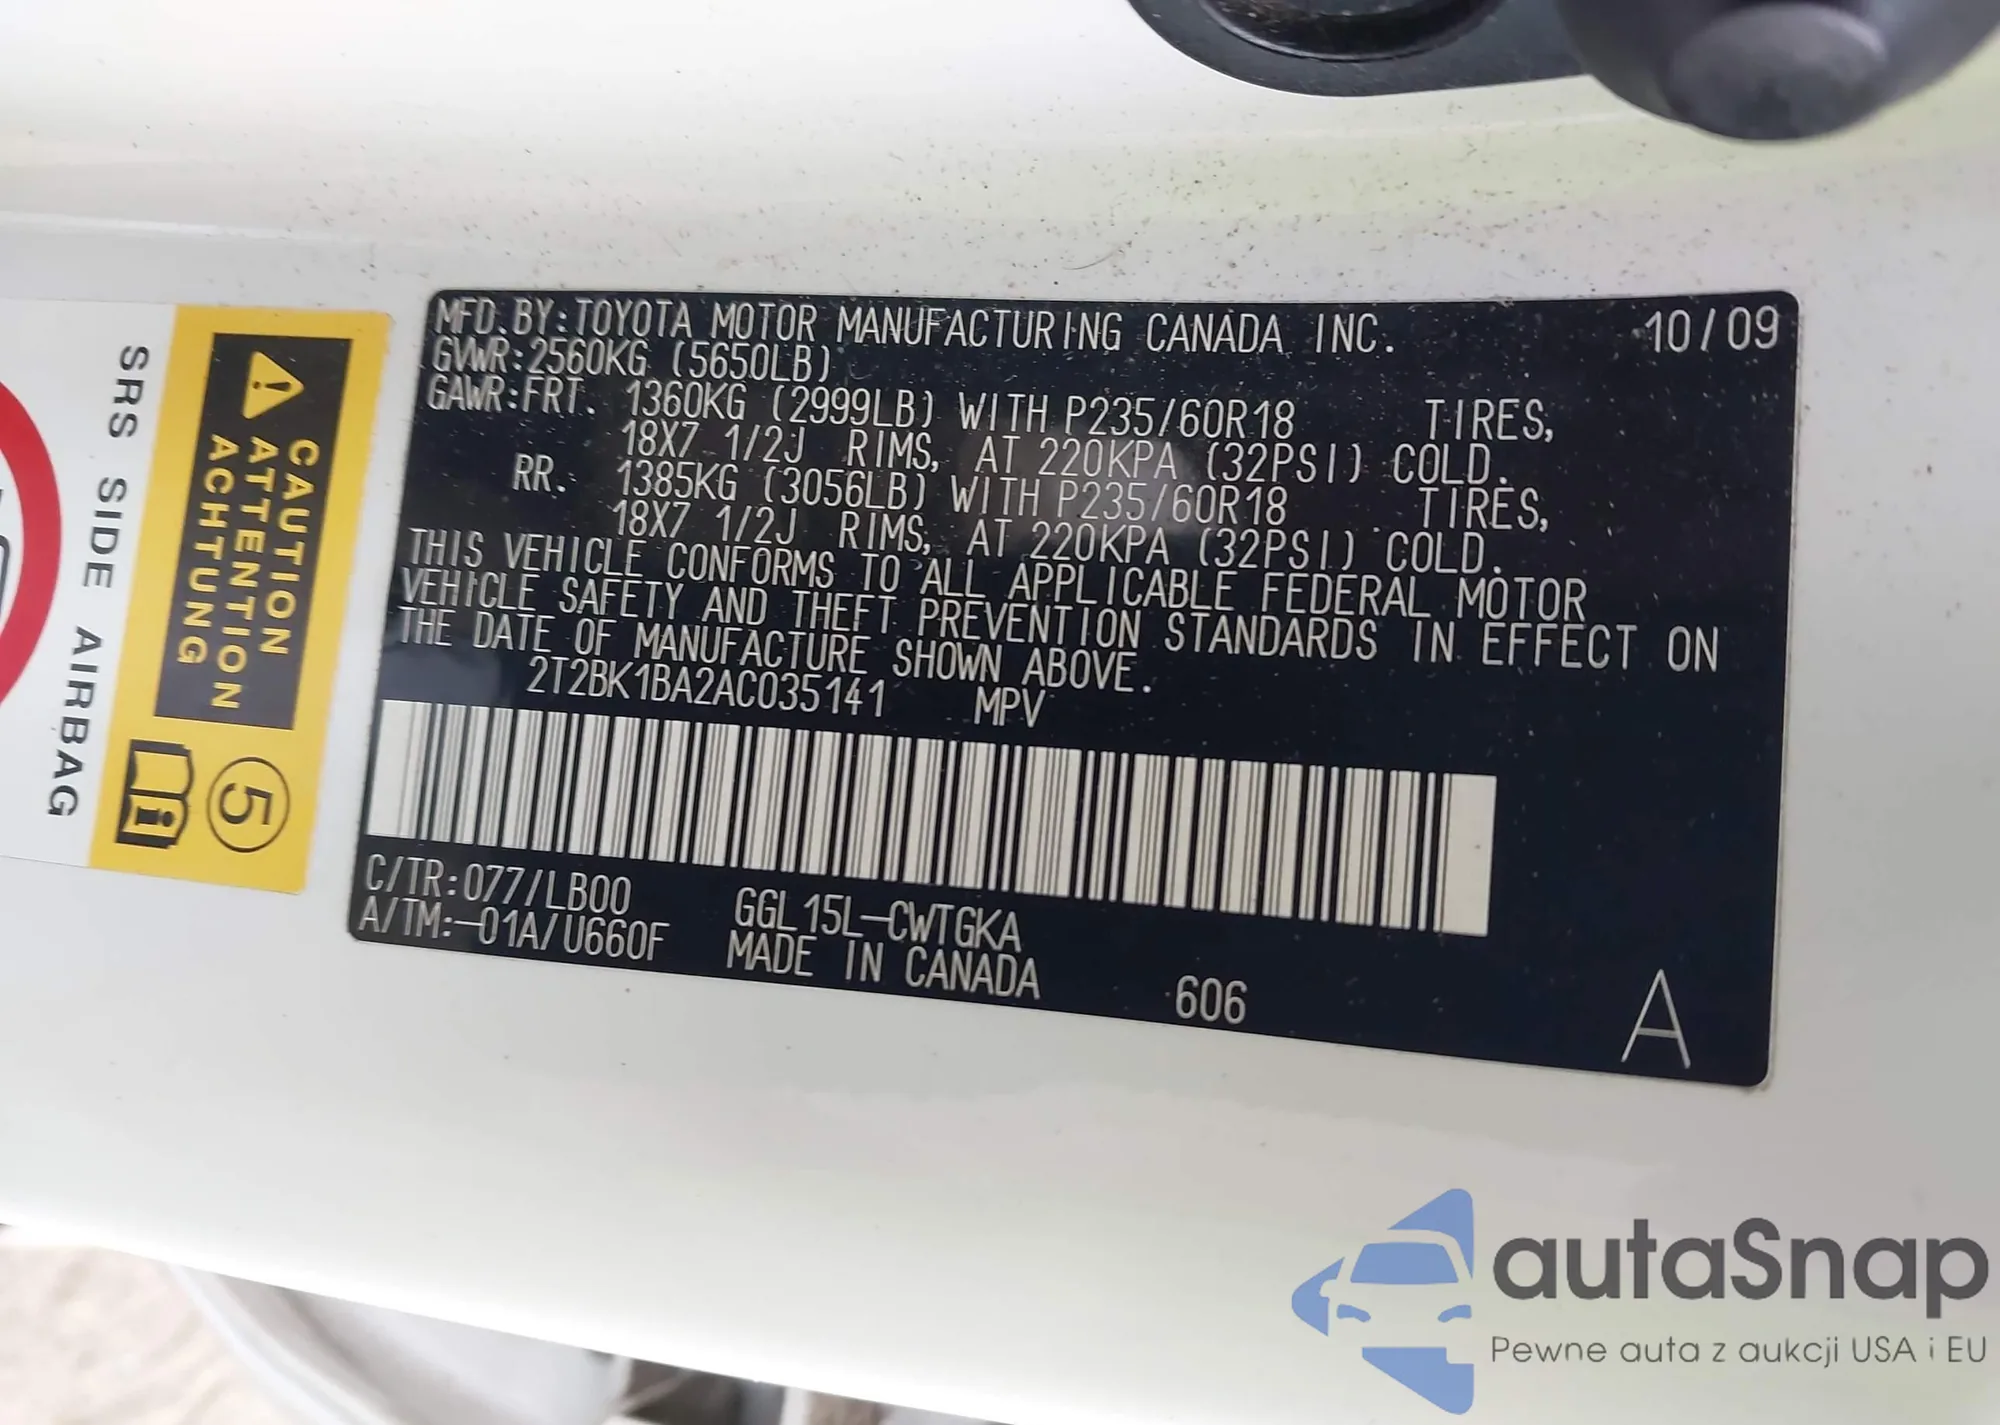 MFD.BY:TOYOTA MOTOR MANUFACTURING CANADA INC. 10/09
GVWR:2560KG (5650LB)
GAWR:FRT. 1360KG (2999LB) WITH P235/60R18 TIRES,
18X7 1/2J RIMS, AT 220KPA (32PSI) COLD.
RR. 1385KG (3056LB) WITH P235/60R18 TIRES,
18X7 1/2J RIMS, AT 220KPA (32PSI) COLD.
THIS VEHICLE CONFORMS TO ALL APPLICABLE FEDERAL MOTOR
VEHICLE SAFETY AND THEFT PREVENTION STANDARDS IN EFFECT ON
THE DATE OF MANUFACTURE SHOWN ABOVE.
2T2BK1BA2AC035141 MPV
C/TR:077/LB00 GGL15L-CWTGKA
A/TM:-01A/U660F MADE IN CANADA 606
A
CAUTION
ATTENTION
ACHTUNG
5
SRS SIDE AIRBAG
autaSnap
Pewne auta z aukcji USA i EU